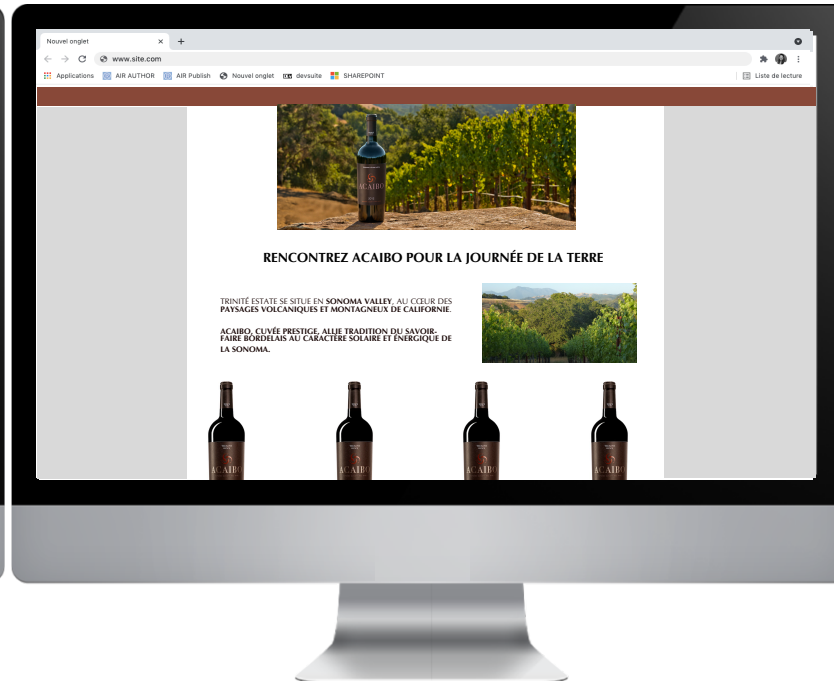 Nouvel onglet
www.site.com
Applications AIR AUTHOR AIR Publish Nouvel onglet devsuite SHAREPOINT Liste de lecture
ACAIBO
RENCONTREZ ACAIBO POUR LA JOURNÉE DE LA TERRE
TRINITÉ ESTATE SE SITUE EN SONOMA VALLEY, AU CŒUR DES
PAYSAGES VOLCANIQUES ET MONTAGNEUX DE CALIFORNIE.
ACAIBO, CUVÉE PRESTIGE, ALLIE TRADITION DU SAVOIR-
FAIRE BORDELAIS AU CARACTÈRE SOLAIRE ET ÉNERGIQUE DE
LA SONOMA.
ACAIBO ACAIBO ACAIBO ACAIBO